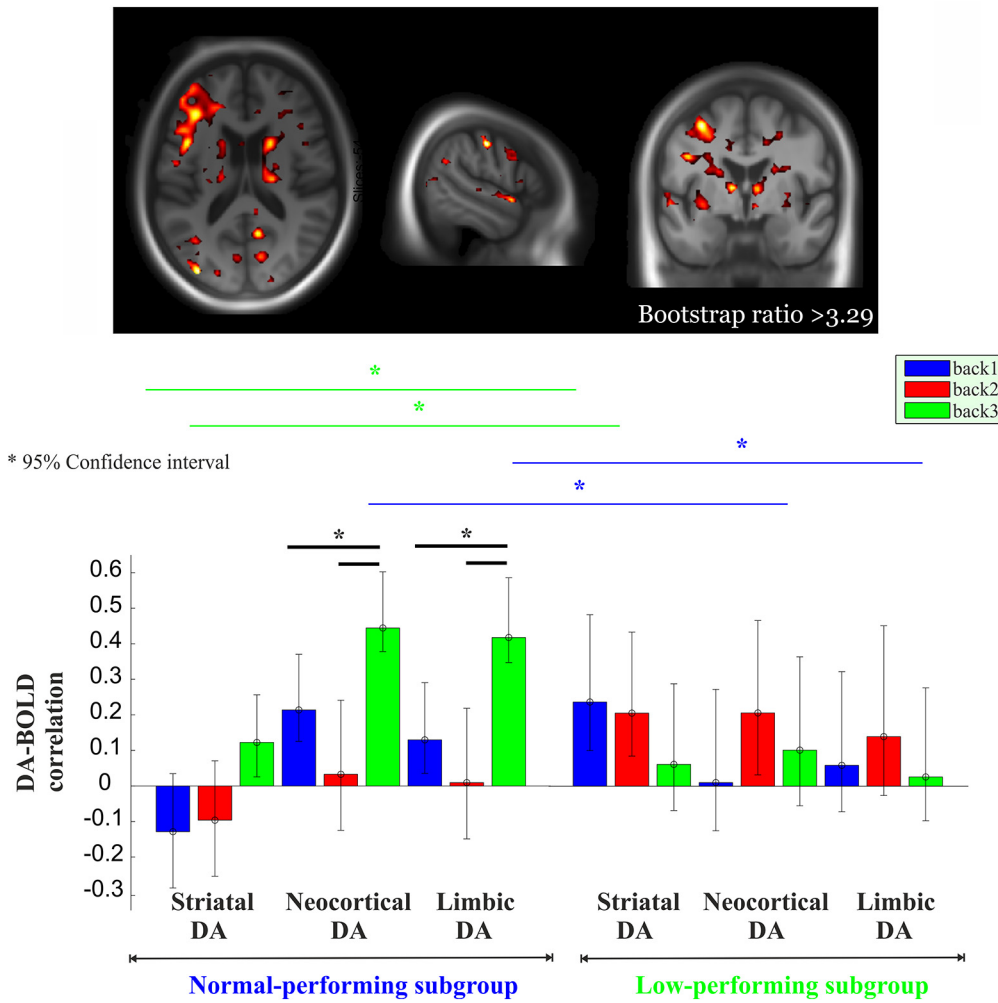 Slices: 51
Bootstrap ratio >3.29
*
back1
back2
back3
*
* 95% Confidence interval
*
*
*
*
0.6
0.5
0.4
0.3
0.2
0.1
0
-0.1
-0.2
-0.3
DA-BOLD
correlation
Striatal DA
Neocortical DA
Limbic DA
Striatal DA
Neocortical DA
Limbic DA
Normal-performing subgroup
Low-performing subgroup